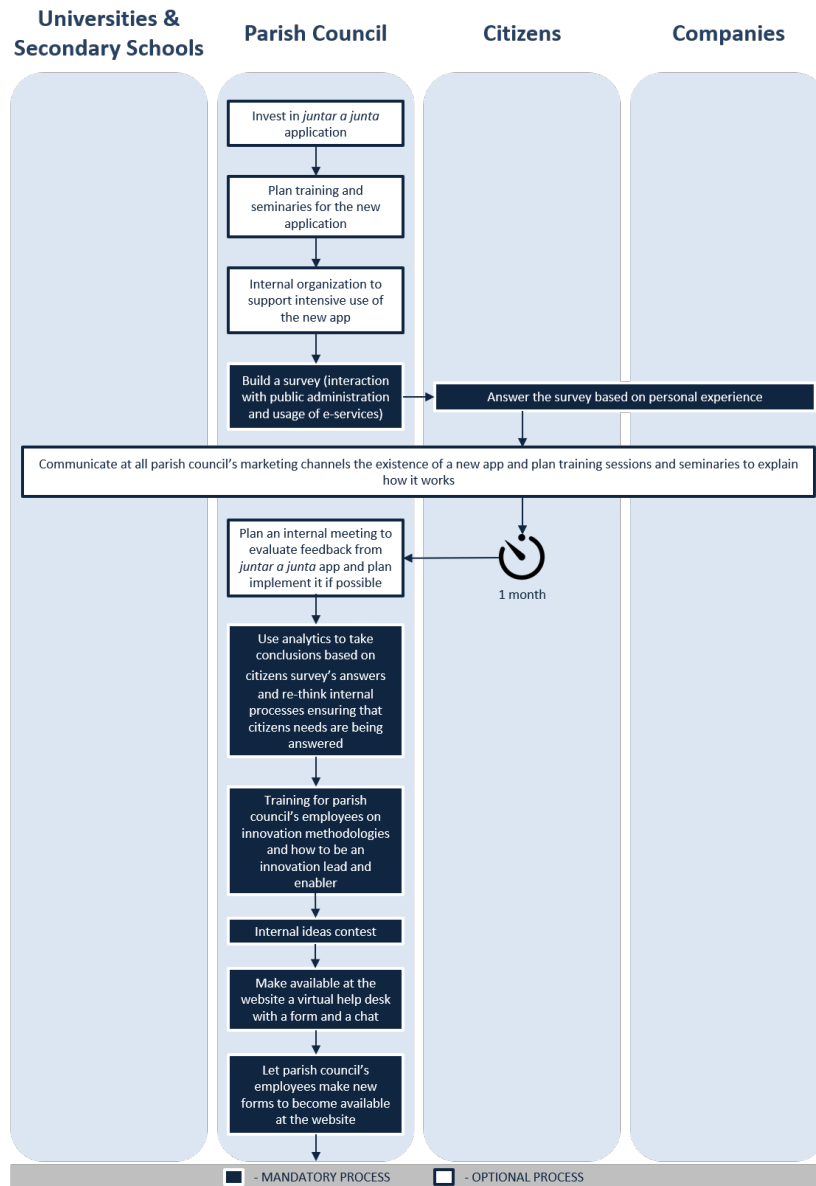 Universities &
Secondary Schools
Parish Council
Citizens
Companies
Invest in juntar a junta
application
Plan training and
seminaries for the new
application
Internal organization to
support intensive use of
the new app
Build a survey (interaction
with public administration
and usage of e-services)
Answer the survey based on personal experience
Communicate at all parish council's marketing channels the existence of a new app and plan training sessions and seminaries to explain
how it works
Plan an internal meeting to
evaluate feedback from
juntar a junta app and plan
implement it if possible
1 month
Use analytics to take
conclusions based on
citizens survey's answers
and re-think internal
processes ensuring that
citizens needs are being
answered
Training for parish
council's employees on
innovation methodologies
and how to be an
innovation lead and
enabler
Internal ideas contest
Make available at the
website a virtual help desk
with a form and a chat
Let parish council's
employees make new
forms to become available
at the website
- MANDATORY PROCESS
- OPTIONAL PROCESS